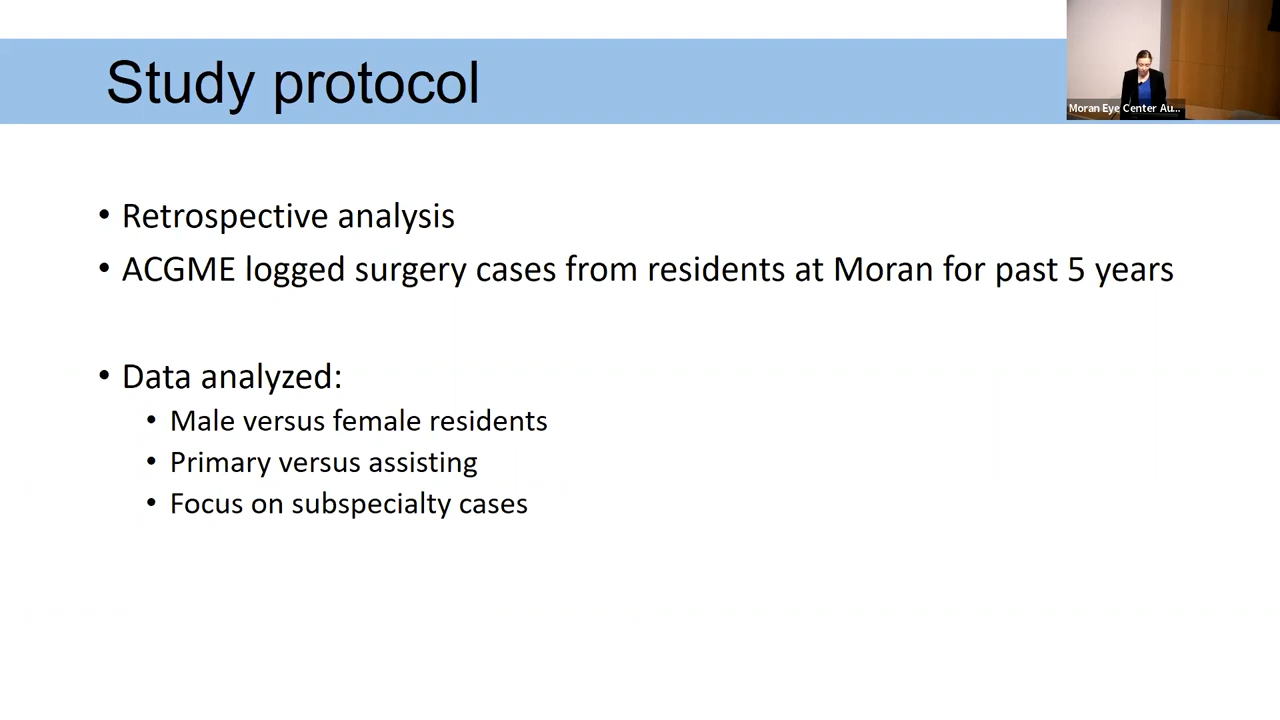 Study protocol
Moran Eye Center Au...
• Retrospective analysis
• ACGME logged surgery cases from residents at Moran for past 5 years
• Data analyzed:
• Male versus female residents
• Primary versus assisting
• Focus on subspecialty cases